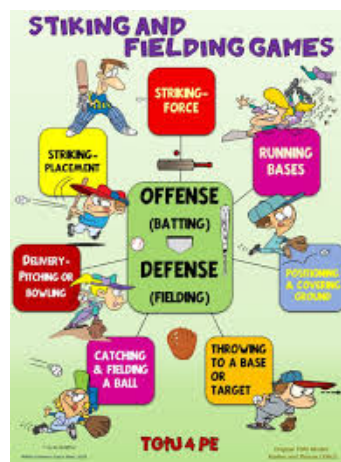 STIKING AND
FIELDING GAMES
STRIKING-
FORCE
STRIKING-
PLACEMENT
RUNNING
BASES
OFFENSE
(BATTING)
DEFENSE
(FIELDING)
DELIVERY-
PITCHING OR
BOWLING
POSITIONING
& COVERING
GROUND
CATCHING
& FIELDING
A BALL
THROWING
TO A BASE
OR
TARGET
TGfU 4 PE